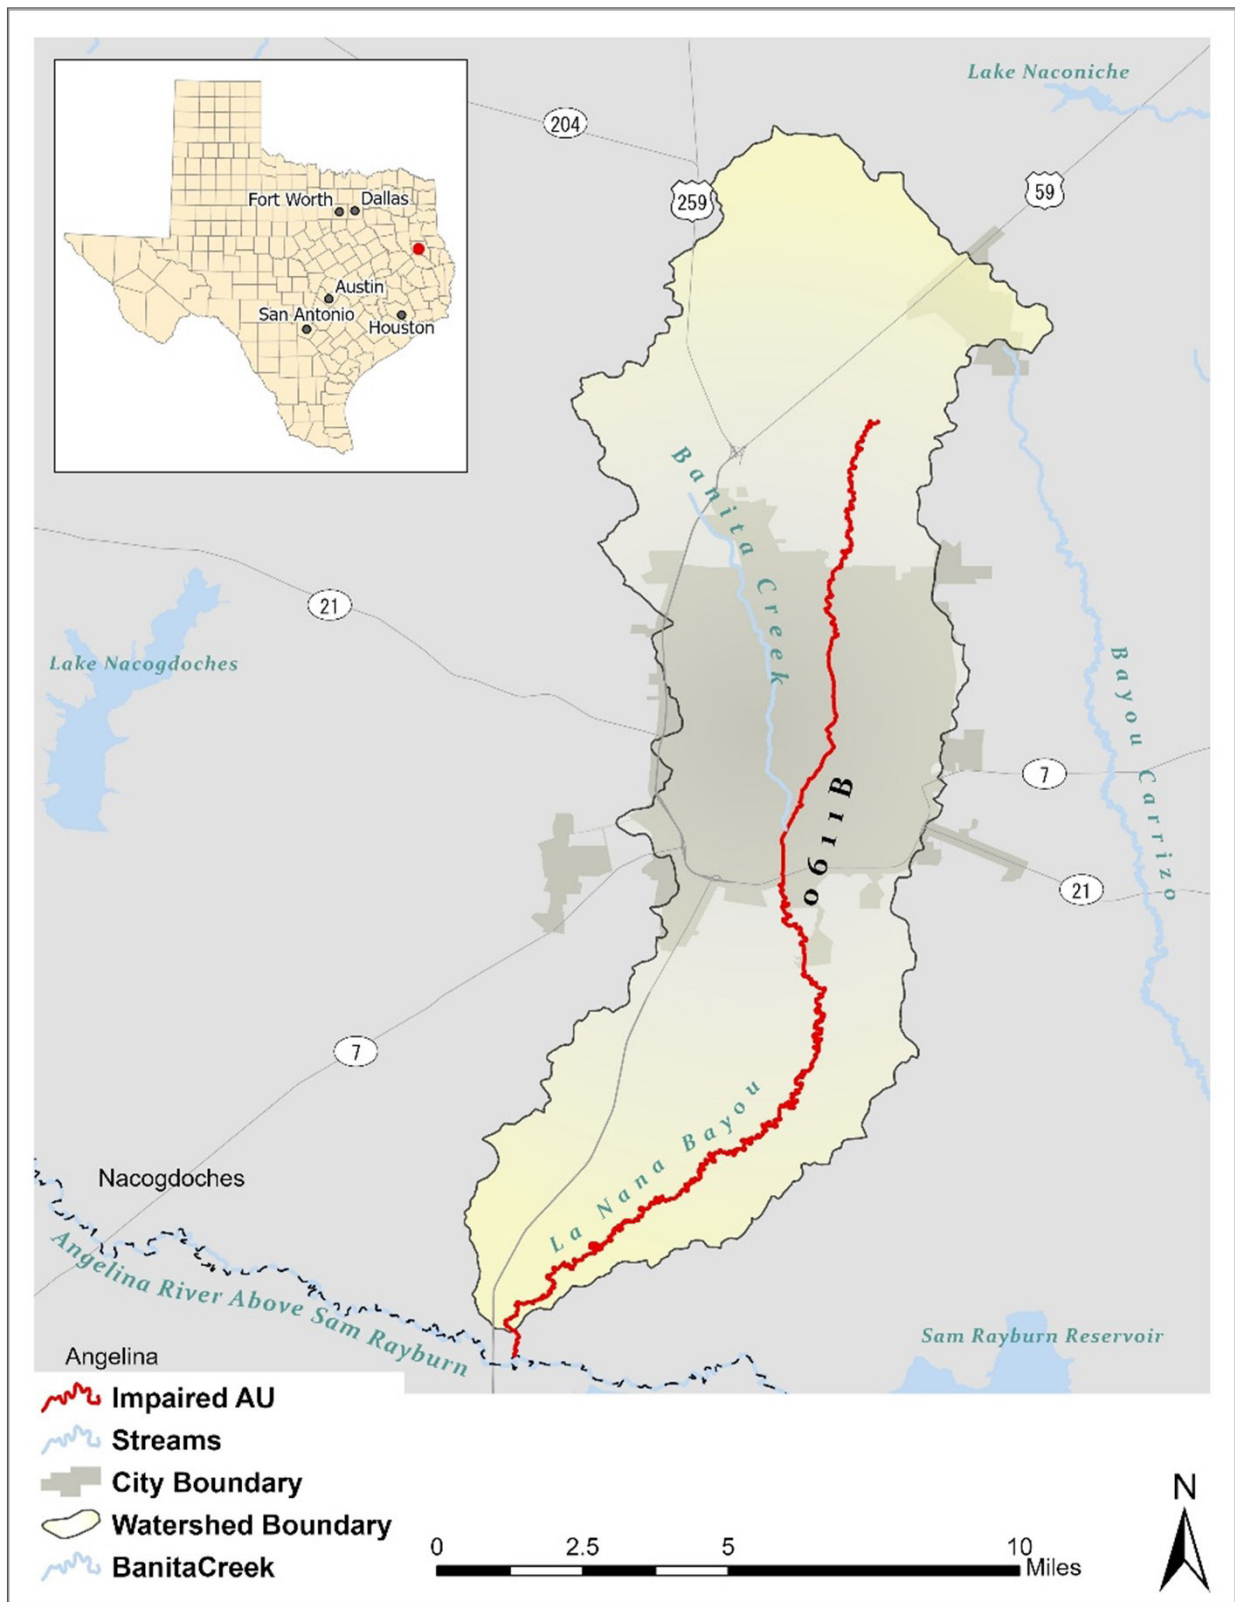 Lake Naconiche
204
259
59
Fort Worth
Dallas
Austin
San Antonio
Houston
Banita Creek
21
Lake Nacogdoches
Bayou Carrizo
7
0611B
21
7
La Nana Bayou
Nacogdoches
Angelina River Above Sam Rayburn
Sam Rayburn Reservoir
Angelina
Impaired AU
Streams
City Boundary
Watershed Boundary
BanitaCreek
0 2.5 5 10
Miles
N